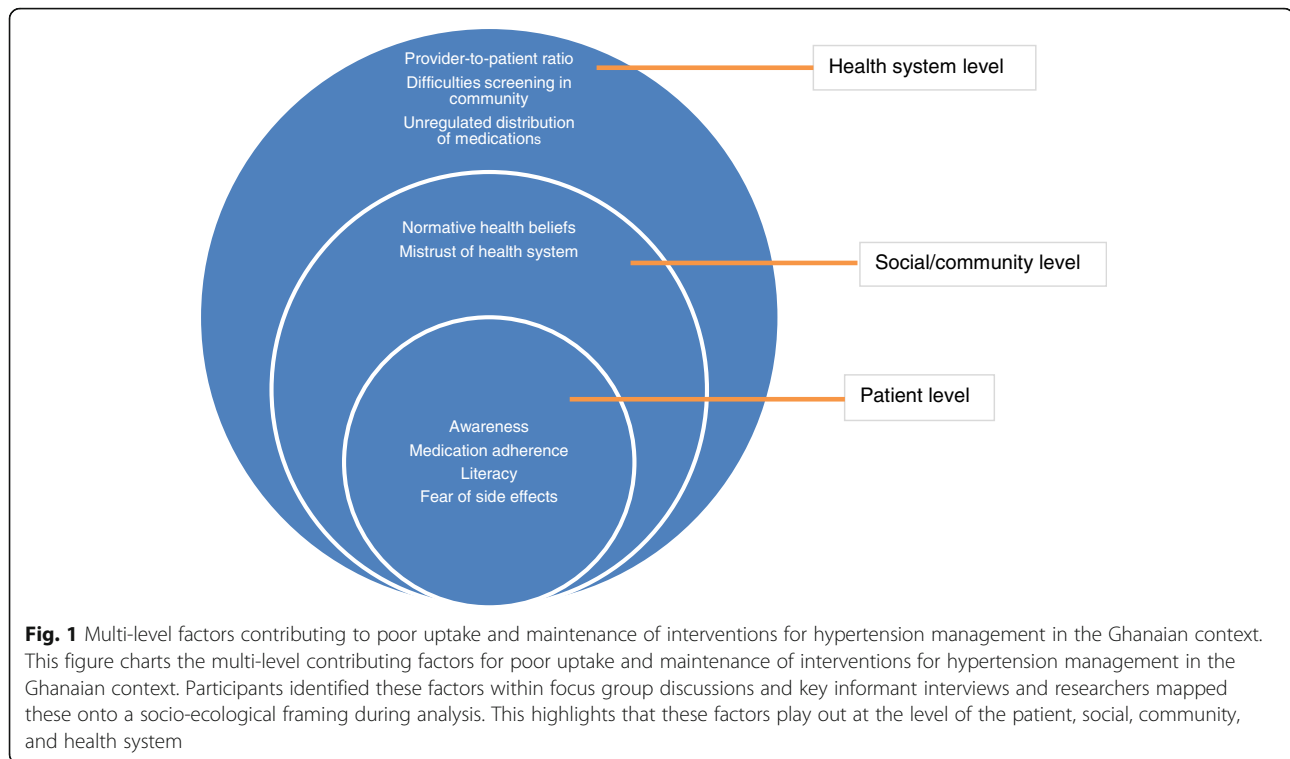 Provider-to-patient ratio
Difficulties screening in
community
Unregulated distribution
of medications
Health system level
Normative health beliefs
Mistrust of health system
Social/community level
Patient level
Awareness
Medication adherence
Literacy
Fear of side effects
Fig. 1 Multi-level factors contributing to poor uptake and maintenance of interventions for hypertension management in the Ghanaian context.
This figure charts the multi-level contributing factors for poor uptake and maintenance of interventions for hypertension management in the
Ghanaian context. Participants identified these factors within focus group discussions and key informant interviews and researchers mapped
these onto a socio-ecological framing during analysis. This highlights that these factors play out at the level of the patient, social, community,
and health system